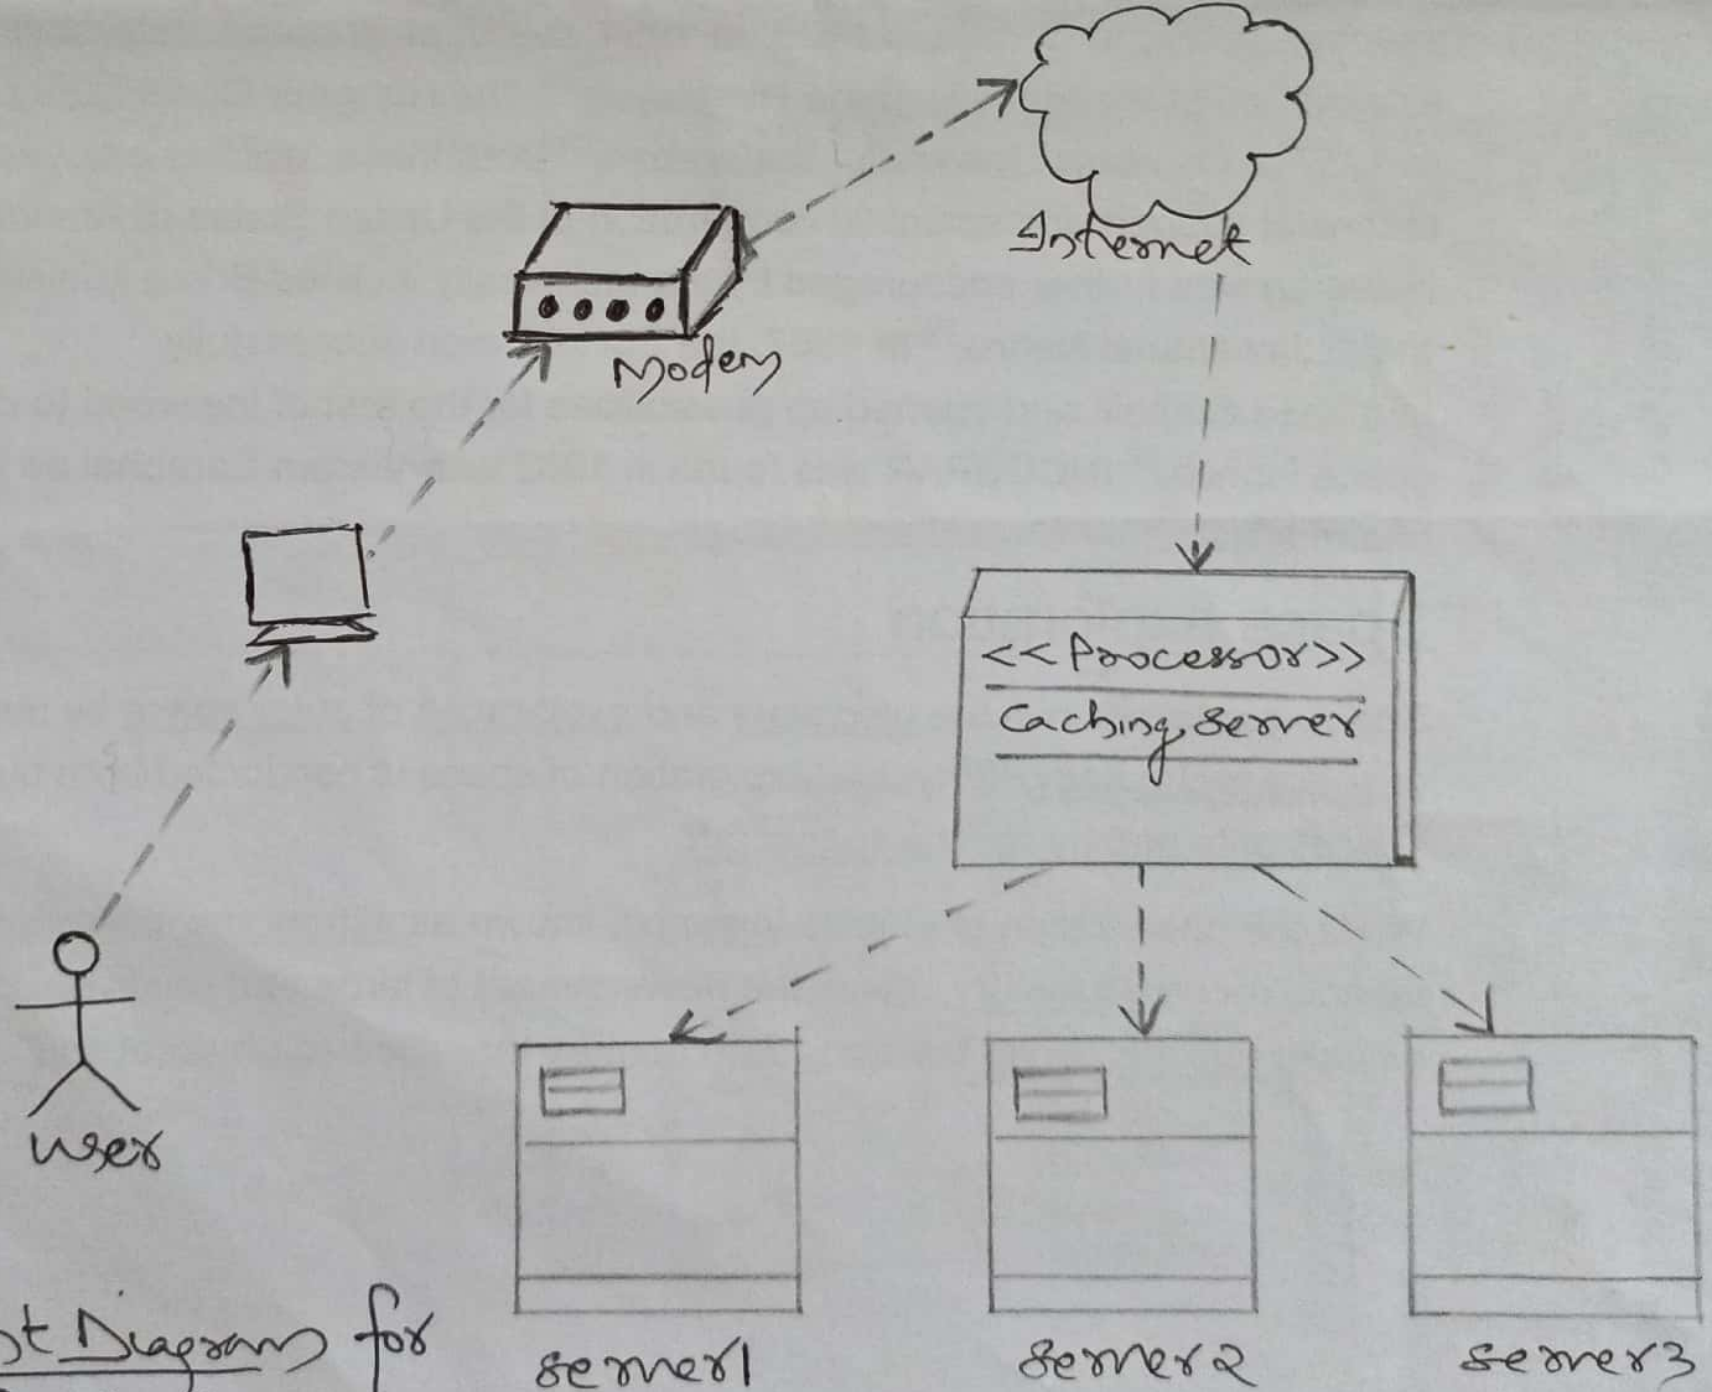 Internet
Modem
<<Processor>>
Caching server
user
Diagram for
server1
server2
server3